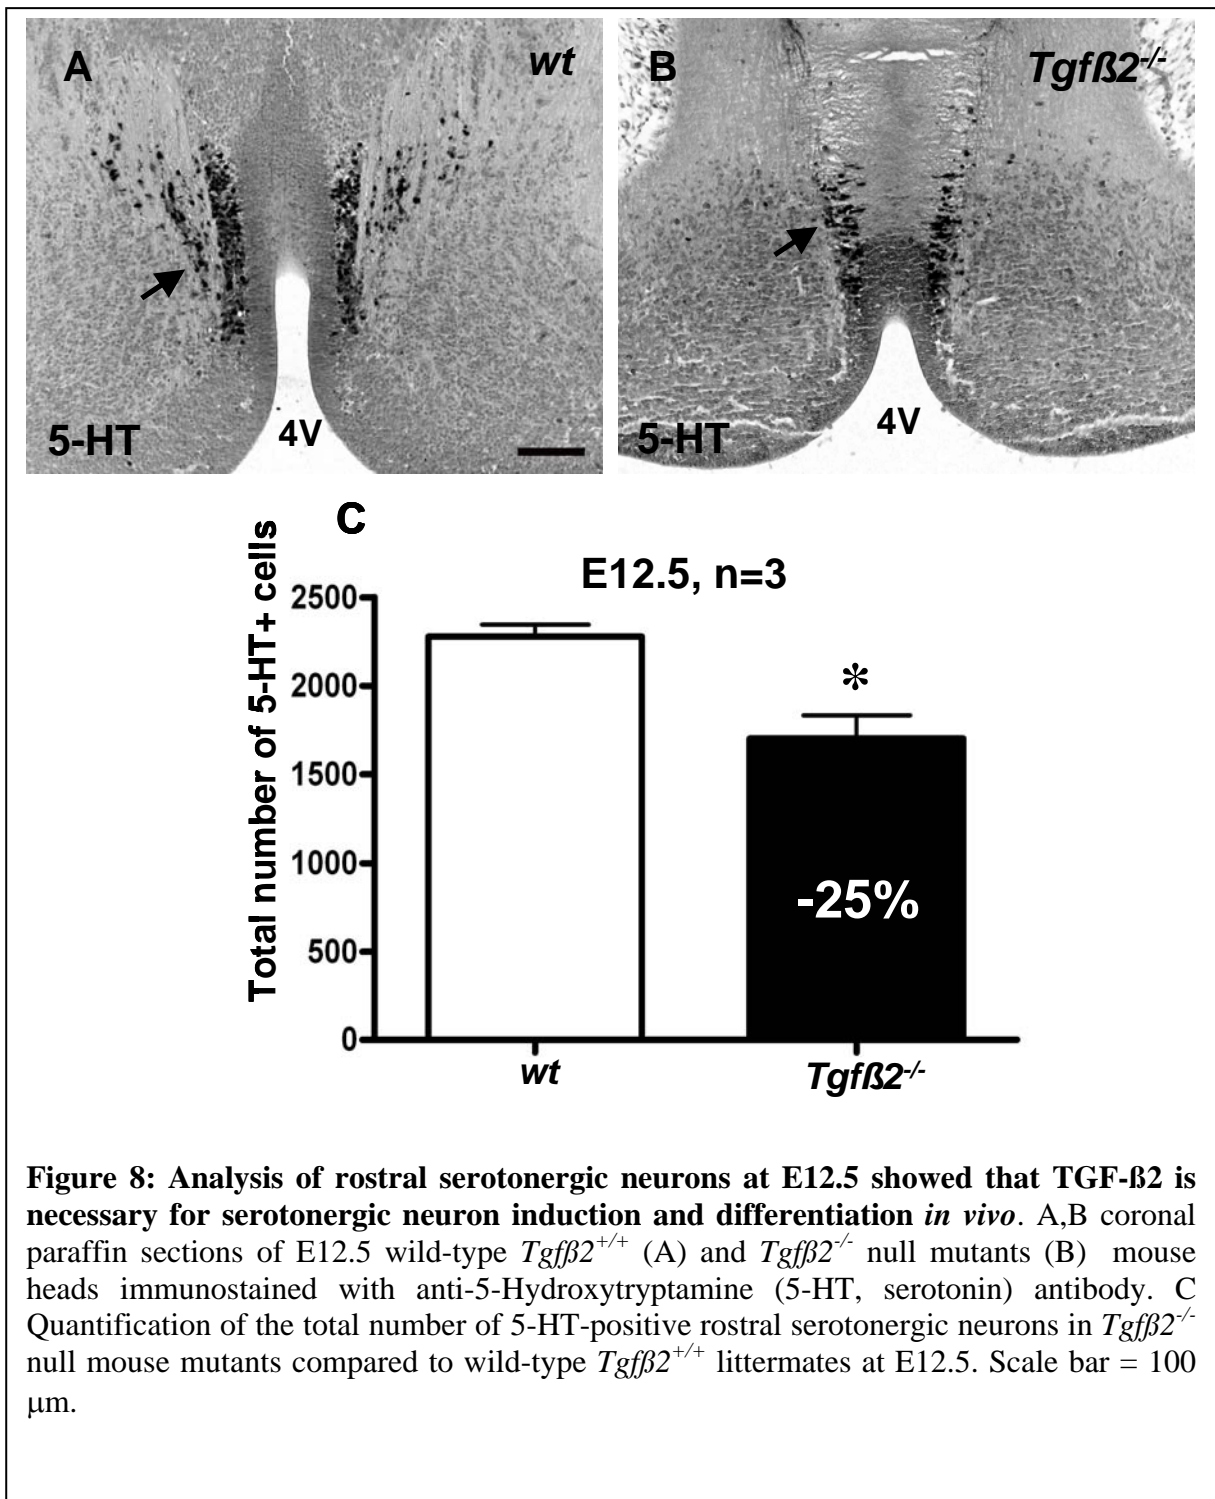 A
wt
5-HT
4V
B
Tgfß2-/-
5-HT
4V
C
E12.5, n=3
Total number of 5-HT+ cells
2500
2000
1500
1000
500
0
*
-25%
wt
Tgfß2-/-
Figure 8: Analysis of rostral serotonergic neurons at E12.5 showed that TGF-ß2 is
necessary for serotonergic neuron induction and differentiation in vivo. A,B coronal
paraffin sections of E12.5 wild-type Tgfβ2+/+ (A) and Tgfβ2-/- null mutants (B) mouse
heads immunostained with anti-5-Hydroxytryptamine (5-HT, serotonin) antibody. C
Quantification of the total number of 5-HT-positive rostral serotonergic neurons in Tgfβ2-/-
null mouse mutants compared to wild-type Tgfβ2+/+ littermates at E12.5. Scale bar = 100
μm.